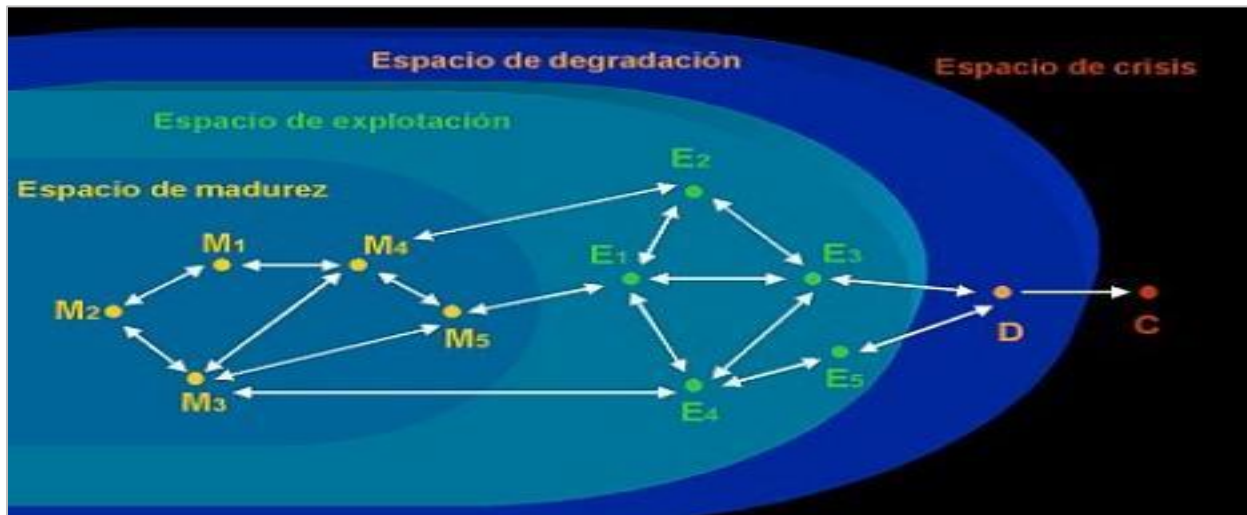 Espacio de degradación
Espacio de crisis
Espacio de explotación
E2
Espacio de madurez
M1
M4
E1
E3
M2
M5
D
C
M3
E4
E5